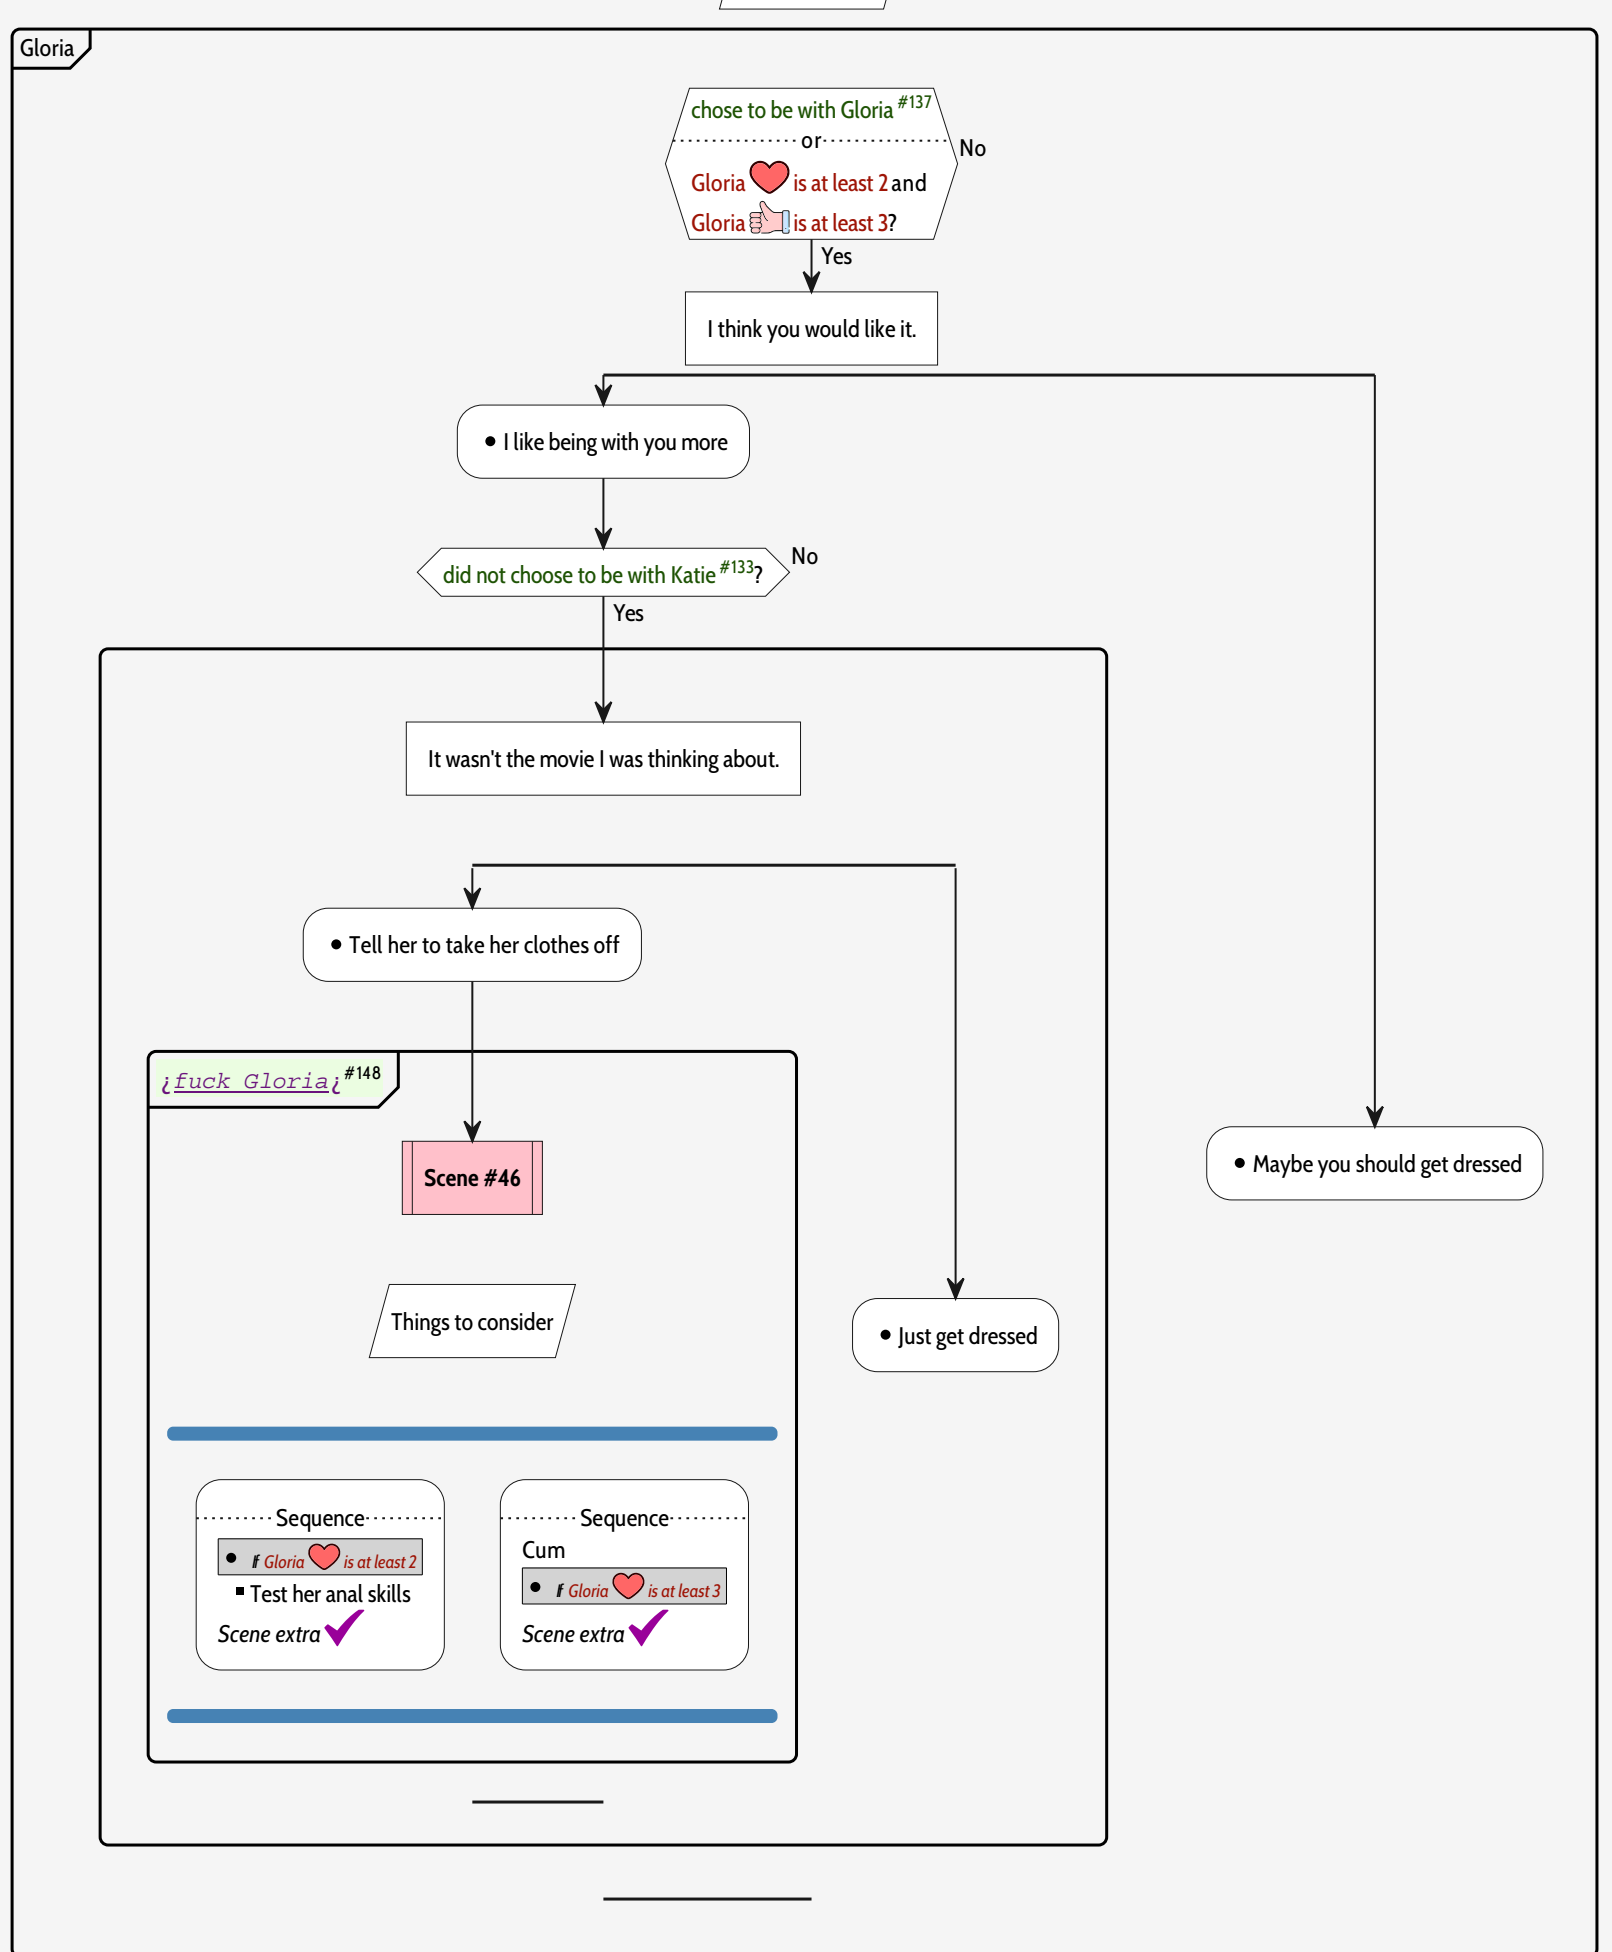 Gloria
chose to be with Gloria #137
or
No
Gloria is at least 2 and
Gloria is at least 3?
Yes
I think you would like it.
• I like being with you more
No
did not choose to be with Katie #133?
Yes
It wasn't the movie I was thinking about.
• Tell her to take her clothes off
¿fuck Gloria¿ #148
• Maybe you should get dressed
Scene #46
Things to consider
• Just get dressed
Sequence
• If Gloria is at least 2
▪ Test her anal skills
Scene extra
Sequence
Cum
• If Gloria is at least 3
Scene extra